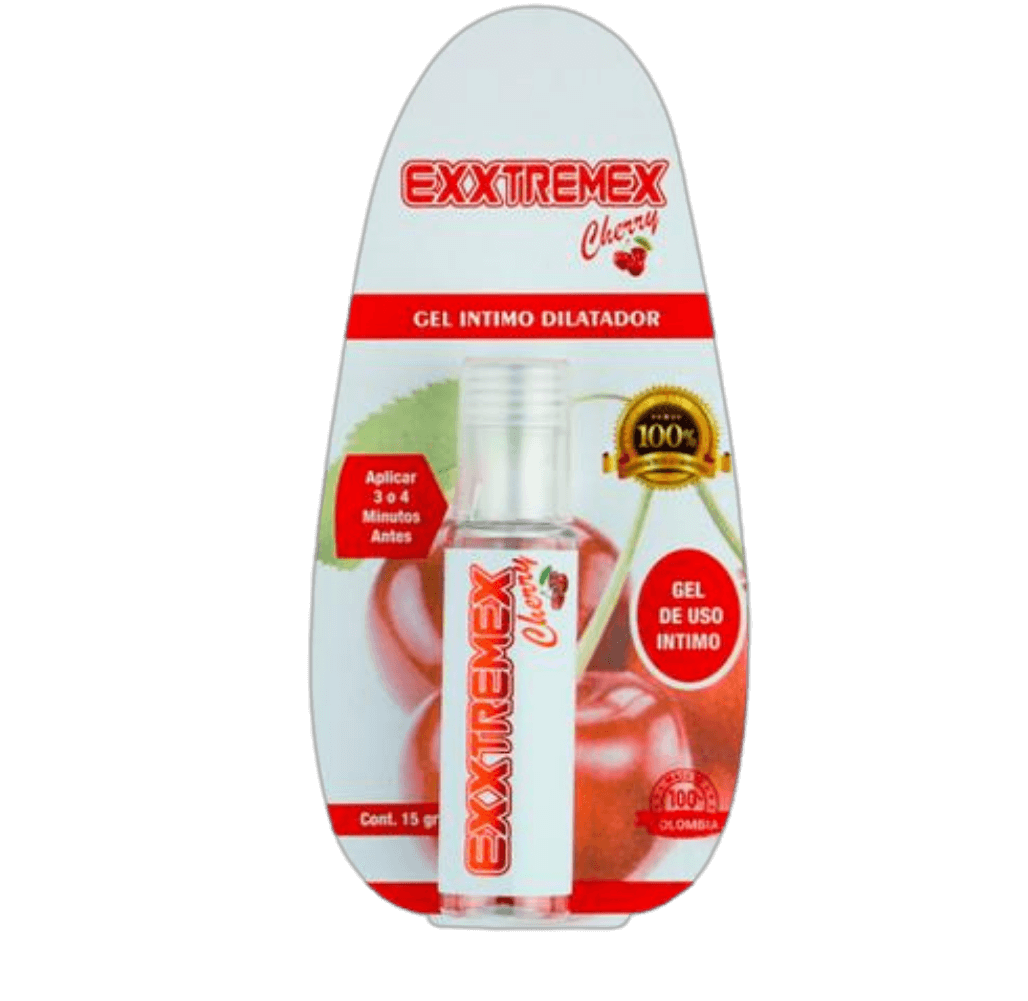 EXXTREMEX
Cherry
GEL INTIMO DILATADOR
100%
Aplicar
3 o 4
Minutos
Antes
GEL
DE USO
INTIMO
EXXTREMEX
Cherry
100%
OLOMBIA
Cont. 15 gr